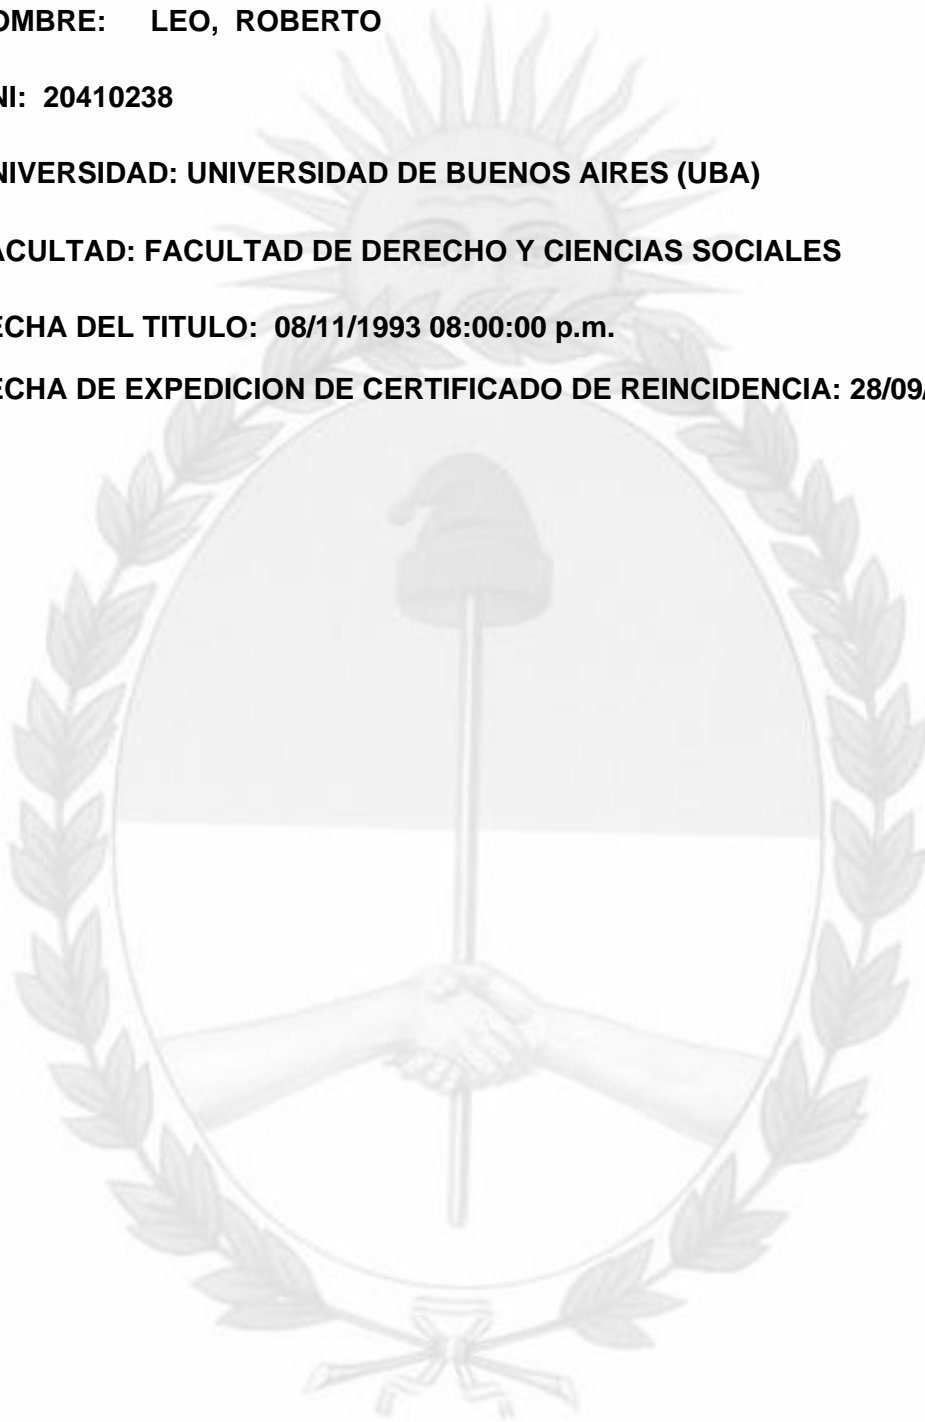 OMBRE: LEO, ROBERTO
NI: 20410238
NIVERSIDAD: UNIVERSIDAD DE BUENOS AIRES (UBA)
ACULTAD: FACULTAD DE DERECHO Y CIENCIAS SOCIALES
ECHA DEL TITULO: 08/11/1993 08:00:00 p.m.
ECHA DE EXPEDICION DE CERTIFICADO DE REINCIDENCIA: 28/09/